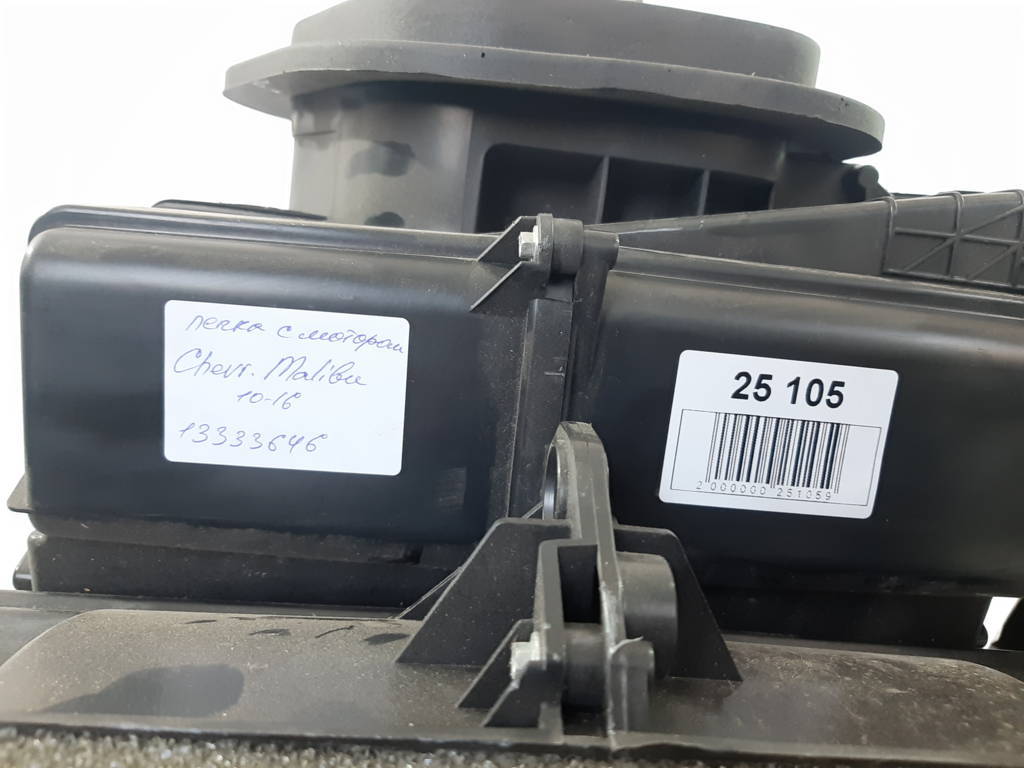 печка с мотором
Chevr. Malibu
10-16
13333646
25 105
2 000000 251059